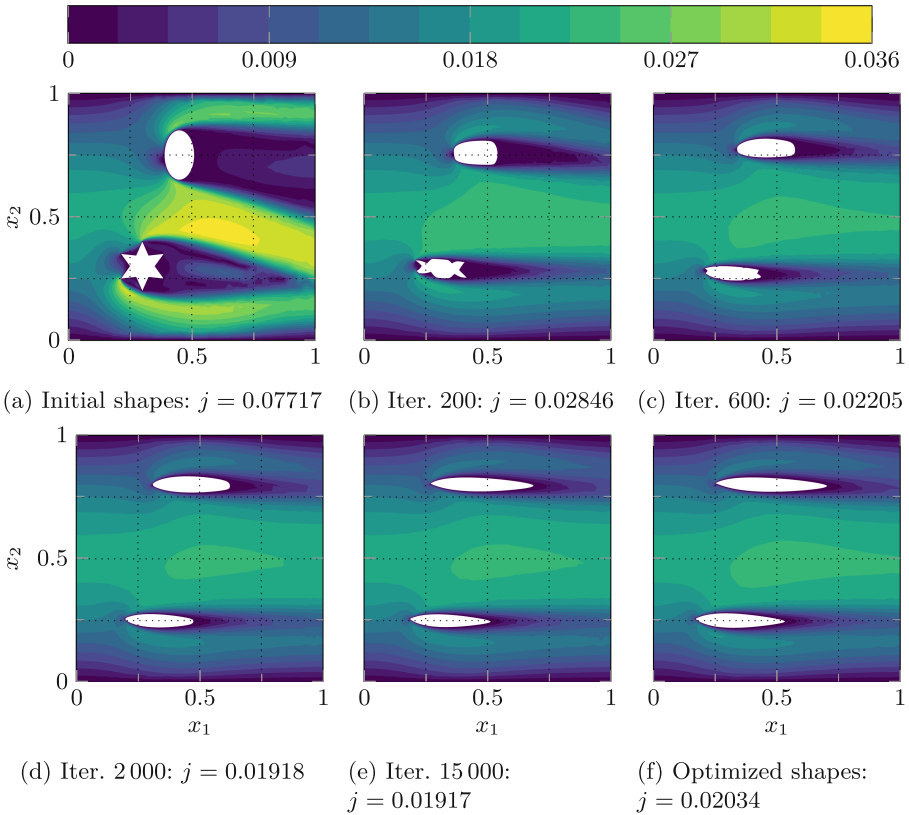 0 0.009 0.018 0.027 0.036
1
0.5
0
x₂
0 0.5 1 0 0.5 1 0 0.5 1
(a) Initial shapes: j = 0.07717 (b) Iter. 200: j = 0.02846 (c) Iter. 600: j = 0.02205
1
0.5
0
x₂
0 0.5 1 0 0.5 1 0 0.5 1
x₁ x₁ x₁
(d) Iter. 2 000: j = 0.01918 (e) Iter. 15 000: (f) Optimized shapes:
j = 0.01917 j = 0.02034